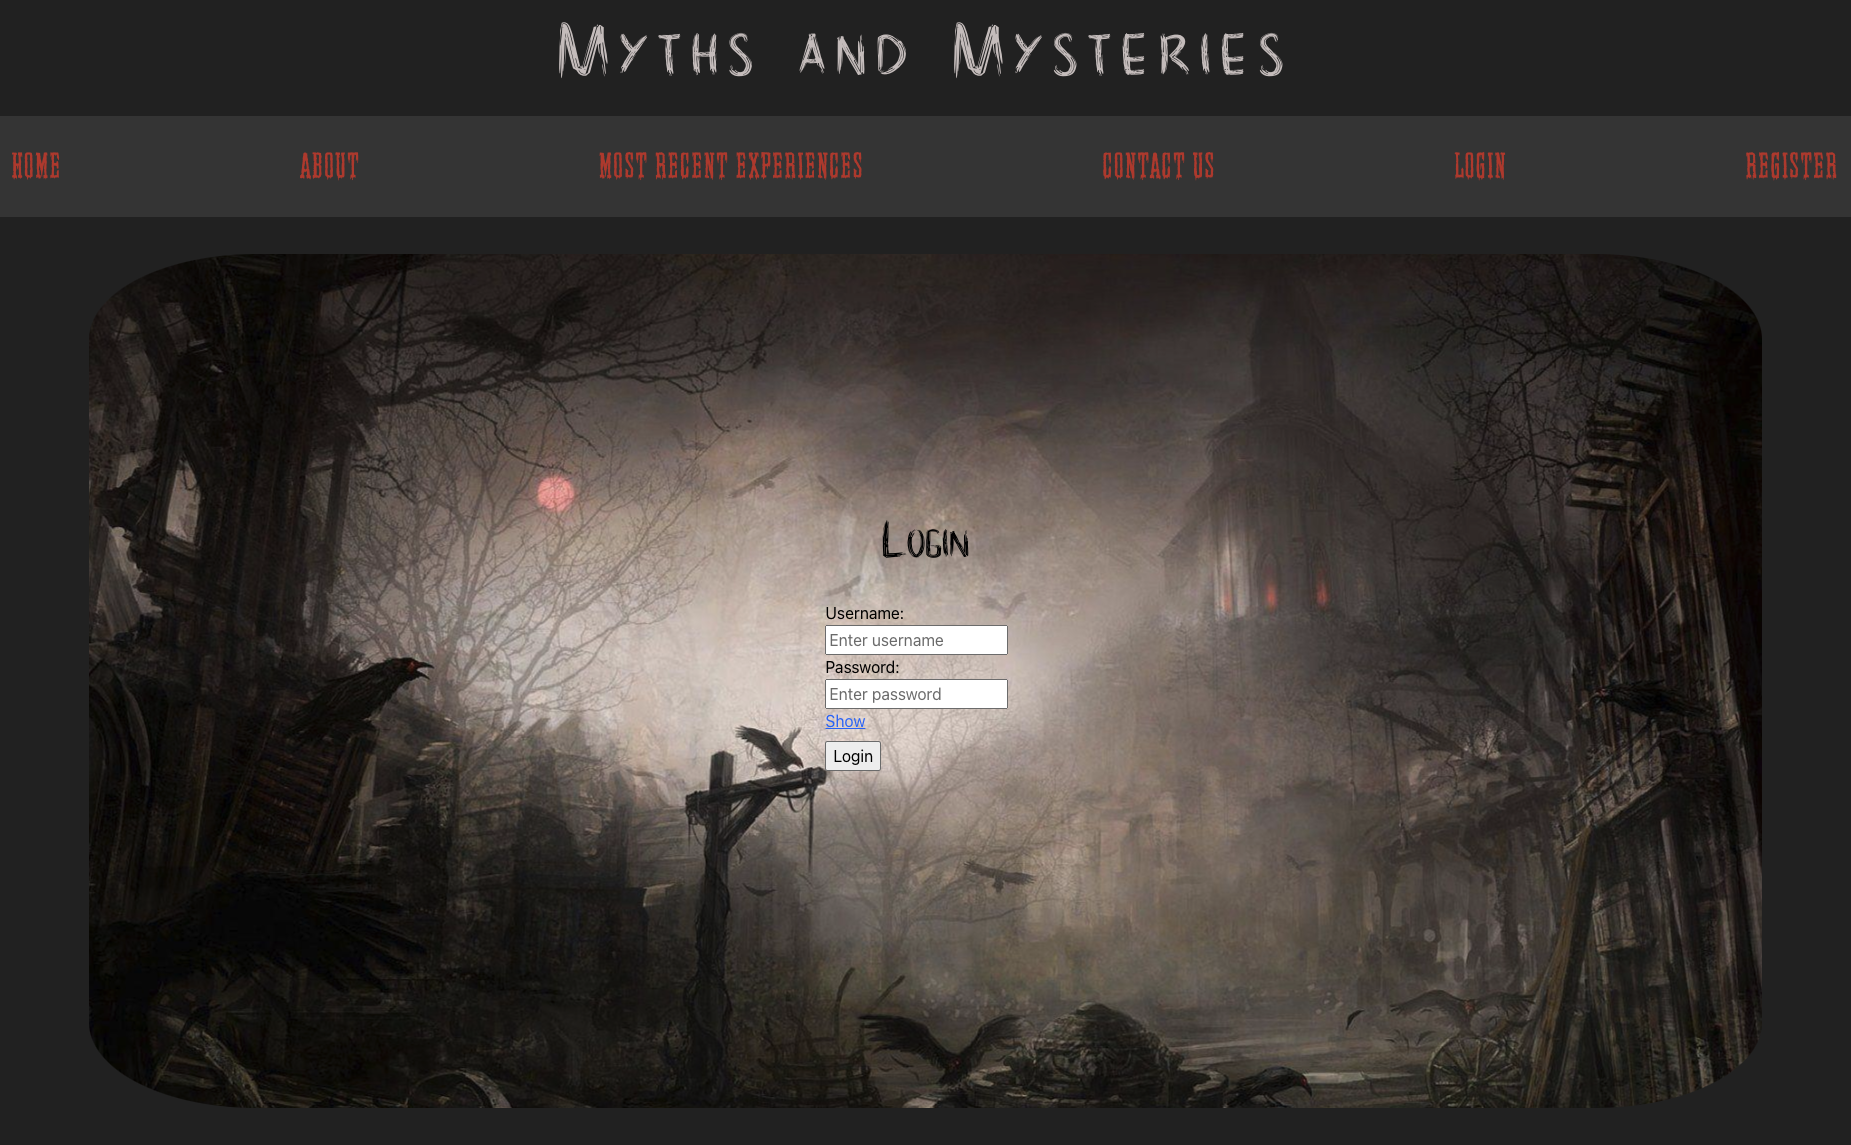 Myths and Mysteries
HOME ABOUT MOST RECENT EXPERIENCES CONTACT US LOGIN REGISTER
Login
Username:
Enter username
Password:
Enter password
Show
Login